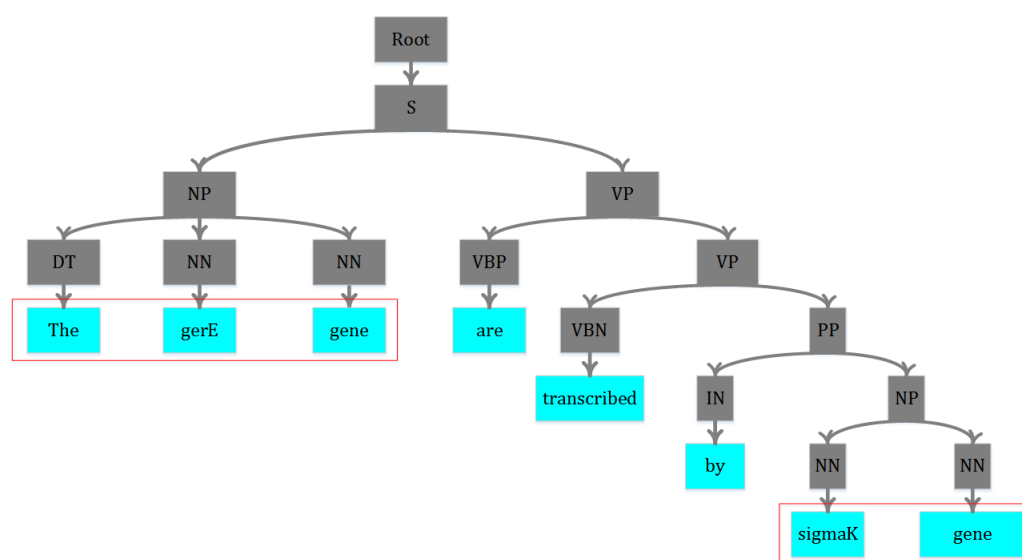 Root
S
NP VP
DT NN NN VBP VP
The gerE gene are VBN PP
transcribed IN NP
by NN NN
sigmaK gene